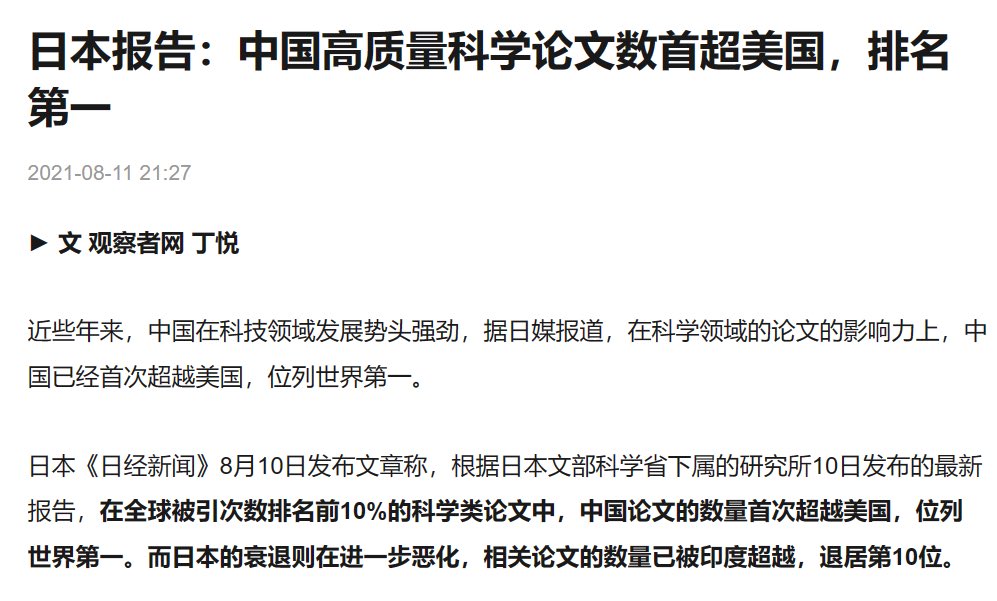 日本报告：中国高质量科学论文数首超美国，排名
第一
2021-08-11 21:27
► 文 观察者网 丁悦
近些年来，中国在科技领域发展势头强劲，据日媒报道，在科学领域的论文的影响力上，中
国已经首次超越美国，位列世界第一。
日本《日经新闻》8月10日发布文章称，根据日本文部科学省下属的研究所10日发布的最新
报告，在全球被引次数排名前10%的科学类论文中，中国论文的数量首次超越美国，位列
世界第一。而日本的衰退则在进一步恶化，相关论文的数量已被印度超越，退居第10位。